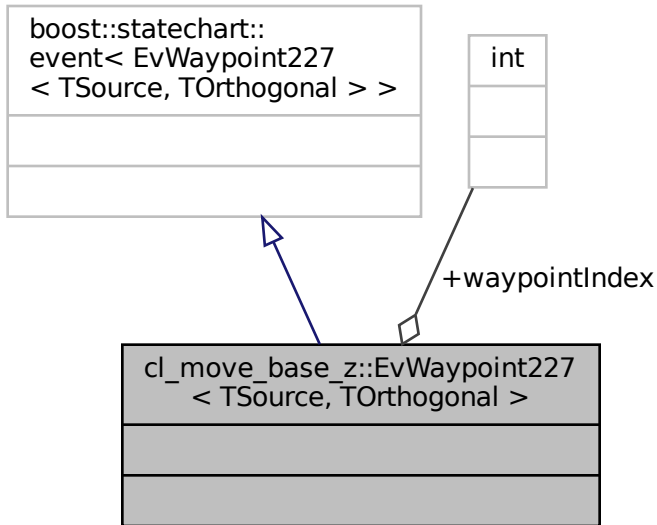 boost::statechart::
event< EvWaypoint227
< TSource, TOrthogonal > >
int
+waypointIndex
cl_move_base_z::EvWaypoint227
< TSource, TOrthogonal >